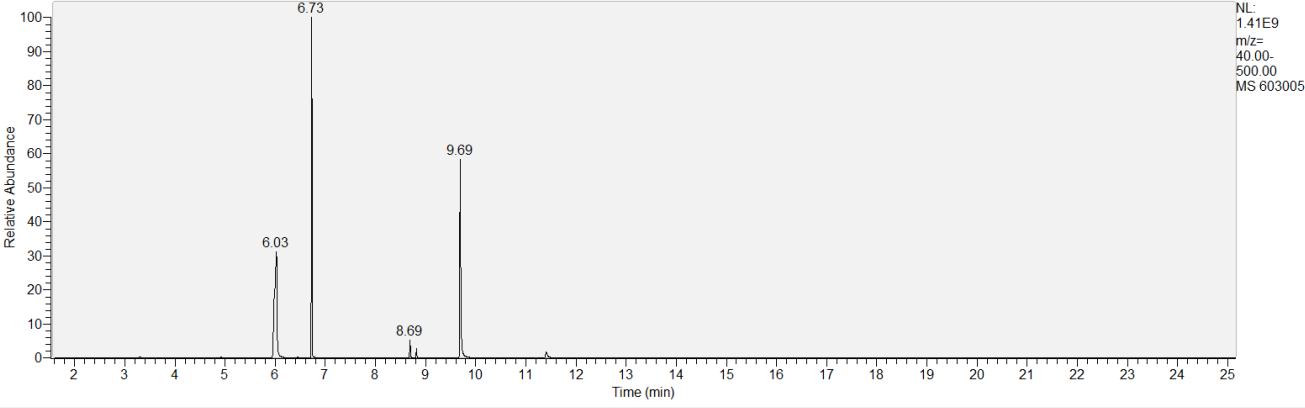 NL:
1.41E9
m/z=
40.00-
500.00
MS 603005
6.73
9.69
6.03
8.69
100
90
80
70
60
50
40
30
20
10
0
Relative Abundance
2 3 4 5 6 7 8 9 10 11 12 13 14 15 16 17 18 19 20 21 22 23 24 25
Time (min)